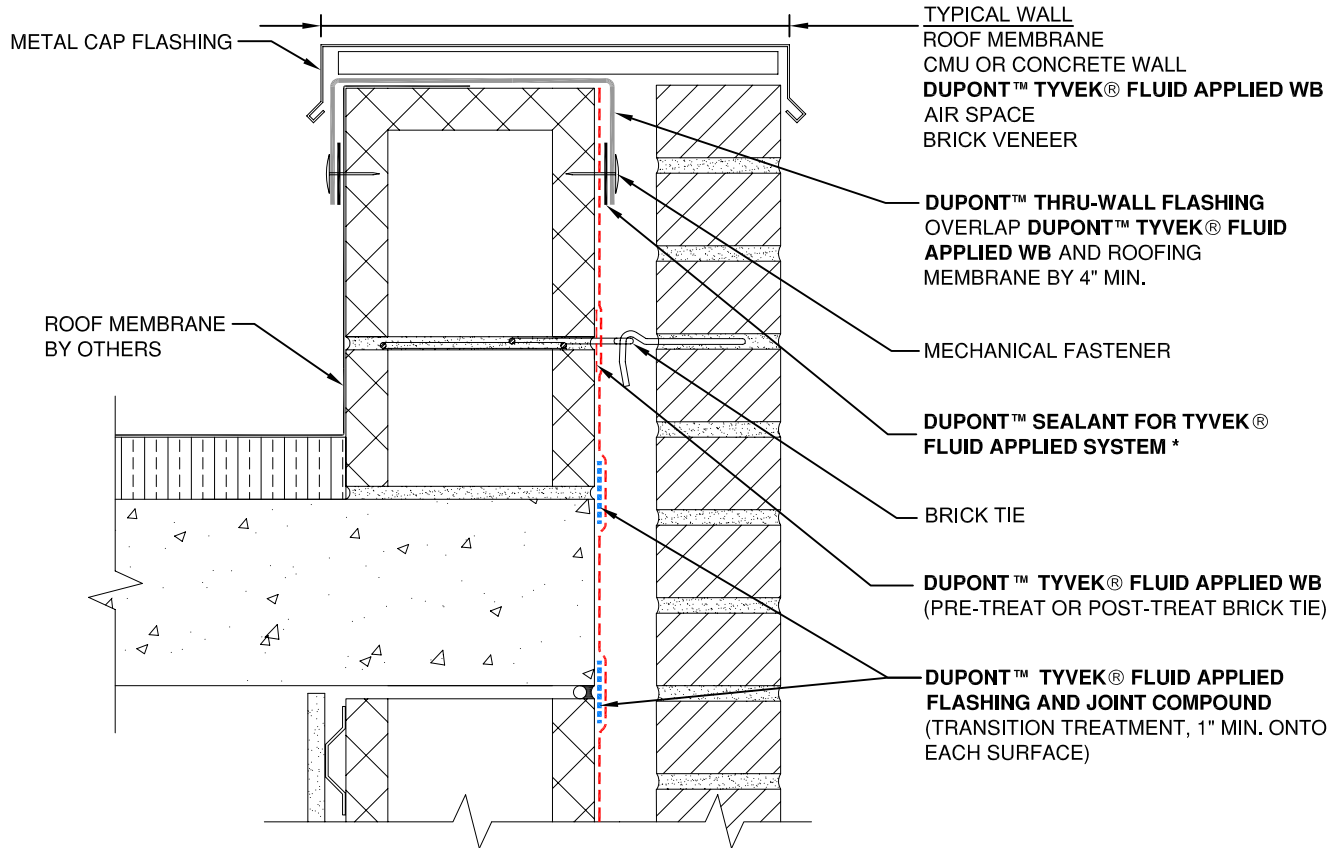 METAL CAP FLASHING
ROOF MEMBRANE
BY OTHERS
TYPICAL WALL
ROOF MEMBRANE
CMU OR CONCRETE WALL
DUPONT™ TYVEK® FLUID APPLIED WB
AIR SPACE
BRICK VENEER
DUPONT™ THRU-WALL FLASHING
OVERLAP DUPONT™ TYVEK® FLUID
APPLIED WB AND ROOFING
MEMBRANE BY 4" MIN.
MECHANICAL FASTENER
DUPONT™ SEALANT FOR TYVEK®
FLUID APPLIED SYSTEM *
BRICK TIE
DUPONT™ TYVEK® FLUID APPLIED WB
(PRE-TREAT OR POST-TREAT BRICK TIE)
DUPONT™ TYVEK® FLUID APPLIED
FLASHING AND JOINT COMPOUND
(TRANSITION TREATMENT, 1" MIN. ONTO
EACH SURFACE)